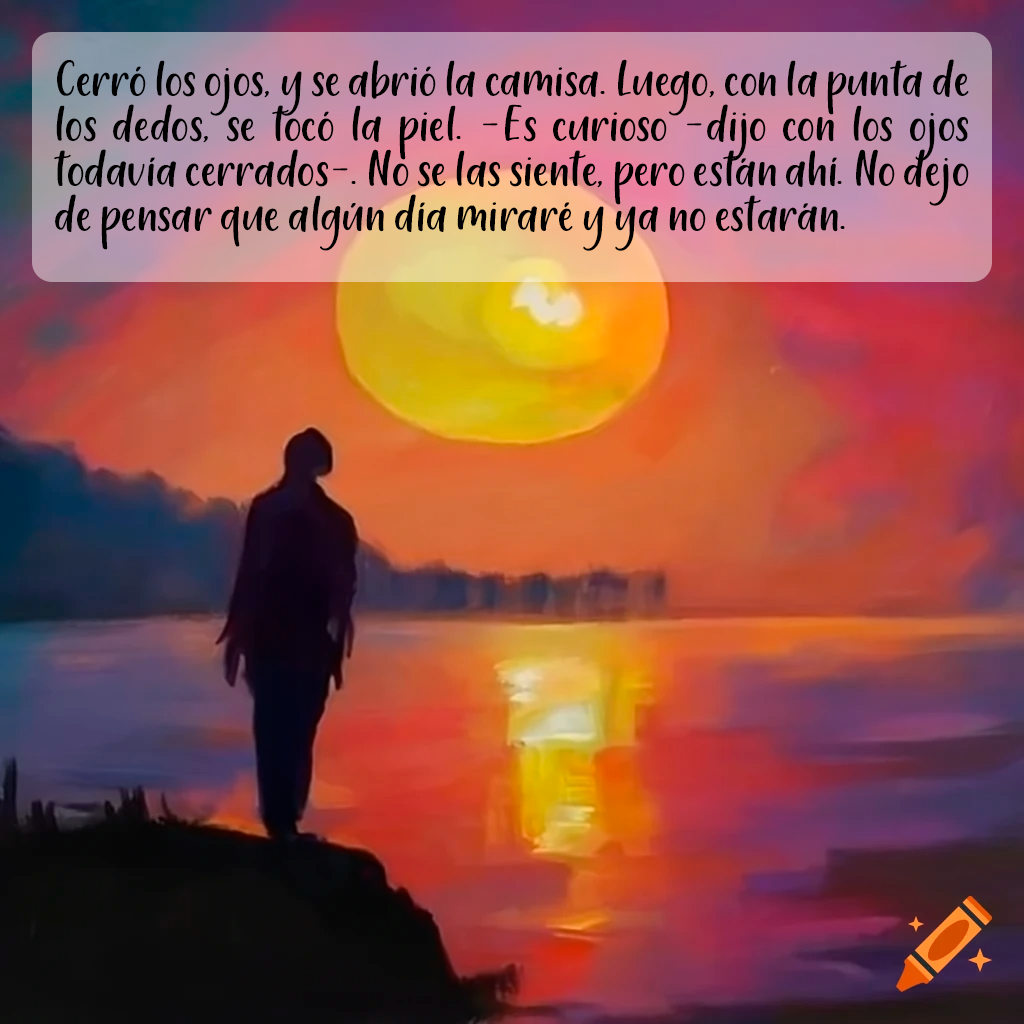 Cerró los ojos, y se abrió la camisa. Luego, con la punta de
los dedos, se tocó la piel. -Es curioso -dijo con los ojos
todavía cerrados-. No se las siente, pero están ahí. No dejo
de pensar que algún día miraré y ya no estarán.